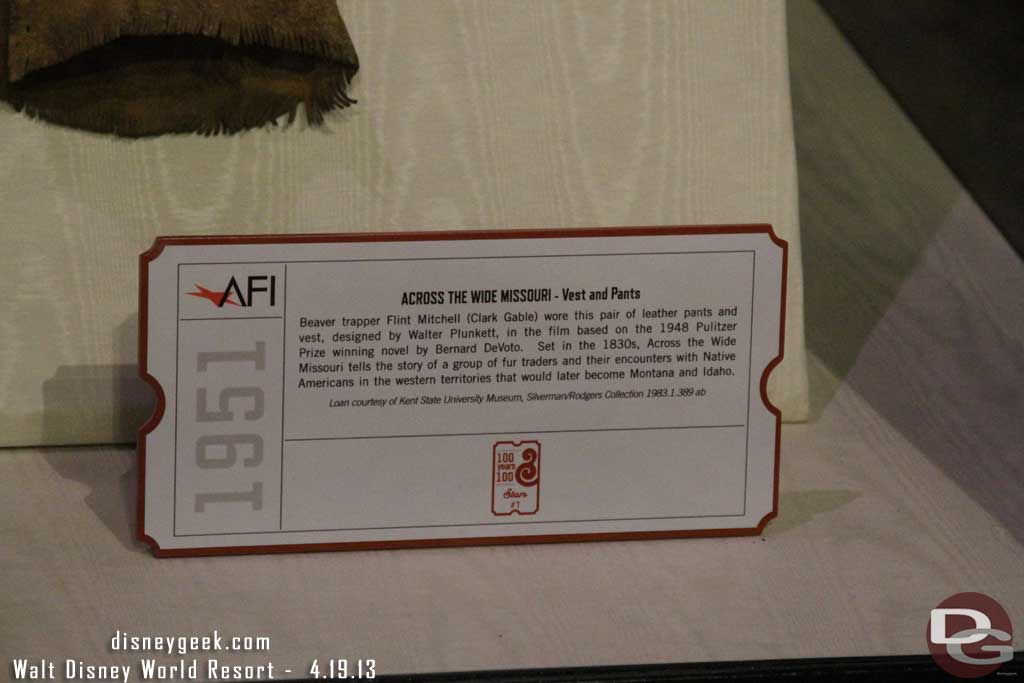 AFI
1951
ACROSS THE WIDE MISSOURI - Vest and Pants
Beaver trapper Flint Mitchell (Clark Gable) wore this pair of leather pants and
vest, designed by Walter Plunkett, in the film based on the 1948 Pulitzer
Prize winning novel by Bernard DeVoto. Set in the 1830s, Across the Wide
Missouri tells the story of a group of fur traders and their encounters with Native
Americans in the western territories that would later become Montana and Idaho.
Loan courtesy of Kent State University Museum, Silverman/Rodgers Collection 1983.1.389 ab
100
years
100
Stars
#7
disneygeek.com
Walt Disney World Resort - 4.19.13
DG